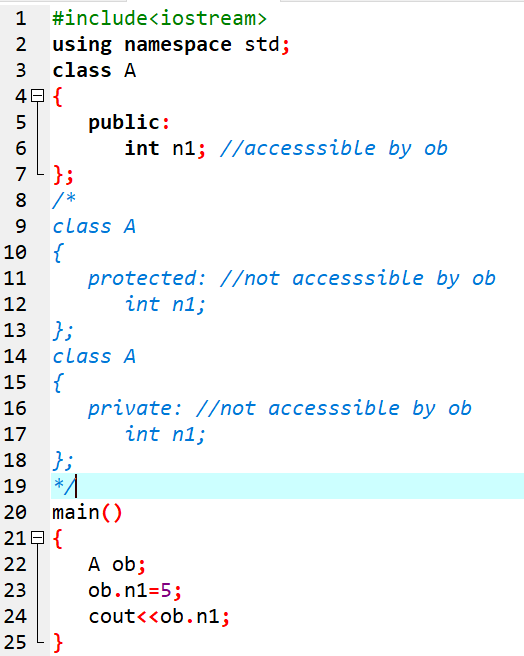 1 #include<iostream>
2 using namespace std;
3 class A
4 {
5 public:
6 int n1; //accesssible by ob
7 };
8 /*
9 class A
10 {
11 protected: //not accesssible by ob
12 int n1;
13 };
14 class A
15 {
16 private: //not accesssible by ob
17 int n1;
18 };
19 */
20 main()
21 {
22 A ob;
23 ob.n1=5;
24 cout<<ob.n1;
25 }